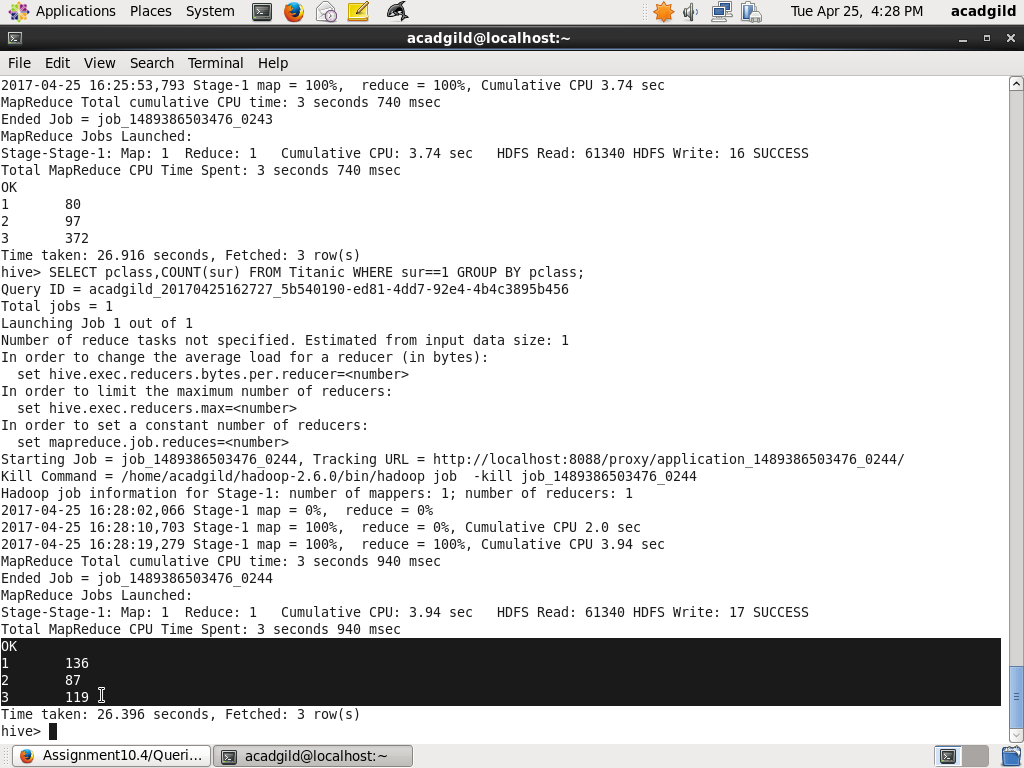 Applications Places System Tue Apr 25, 4:28 PM acadgild
acadgild@localhost:~
File Edit View Search Terminal Help
2017-04-25 16:25:53,793 Stage-1 map = 100%,  reduce = 100%, Cumulative CPU 3.74 sec
MapReduce Total cumulative CPU time: 3 seconds 740 msec
Ended Job = job_1489386503476_0243
MapReduce Jobs Launched:
Stage-Stage-1: Map: 1  Reduce: 1   Cumulative CPU: 3.74 sec   HDFS Read: 61340 HDFS Write: 16 SUCCESS
Total MapReduce CPU Time Spent: 3 seconds 740 msec
OK
1       80
2       97
3       372
Time taken: 26.916 seconds, Fetched: 3 row(s)
hive> SELECT pclass,COUNT(sur) FROM Titanic WHERE sur==1 GROUP BY pclass;
Query ID = acadgild_20170425162727_5b540190-ed81-4dd7-92e4-4b4c3895b456
Total jobs = 1
Launching Job 1 out of 1
Number of reduce tasks not specified. Estimated from input data size: 1
In order to change the average load for a reducer (in bytes):
  set hive.exec.reducers.bytes.per.reducer=<number>
In order to limit the maximum number of reducers:
  set hive.exec.reducers.max=<number>
In order to set a constant number of reducers:
  set mapreduce.job.reduces=<number>
Starting Job = job_1489386503476_0244, Tracking URL = http://localhost:8088/proxy/application_1489386503476_0244/
Kill Command = /home/acadgild/hadoop-2.6.0/bin/hadoop job  -kill job_1489386503476_0244
Hadoop job information for Stage-1: number of mappers: 1; number of reducers: 1
2017-04-25 16:28:02,066 Stage-1 map = 0%,  reduce = 0%
2017-04-25 16:28:10,703 Stage-1 map = 100%,  reduce = 0%, Cumulative CPU 2.0 sec
2017-04-25 16:28:19,279 Stage-1 map = 100%,  reduce = 100%, Cumulative CPU 3.94 sec
MapReduce Total cumulative CPU time: 3 seconds 940 msec
Ended Job = job_1489386503476_0244
MapReduce Jobs Launched:
Stage-Stage-1: Map: 1  Reduce: 1   Cumulative CPU: 3.94 sec   HDFS Read: 61340 HDFS Write: 17 SUCCESS
Total MapReduce CPU Time Spent: 3 seconds 940 msec
OK
1       136
2       87
3       119
Time taken: 26.396 seconds, Fetched: 3 row(s)
hive>
Assignment10.4/Queri... acadgild@localhost:~